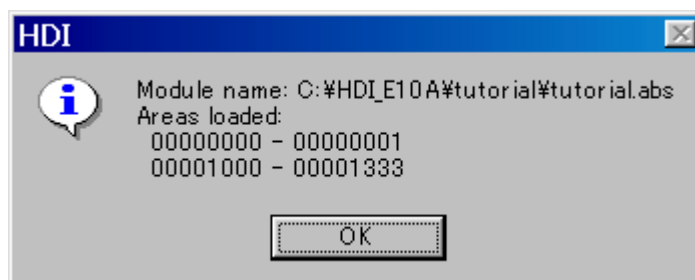 HDI
Module name: C:¥HDI_E10A¥tutorial¥tutorial.abs
Areas loaded:
00000000 - 00000001
00001000 - 00001333
OK